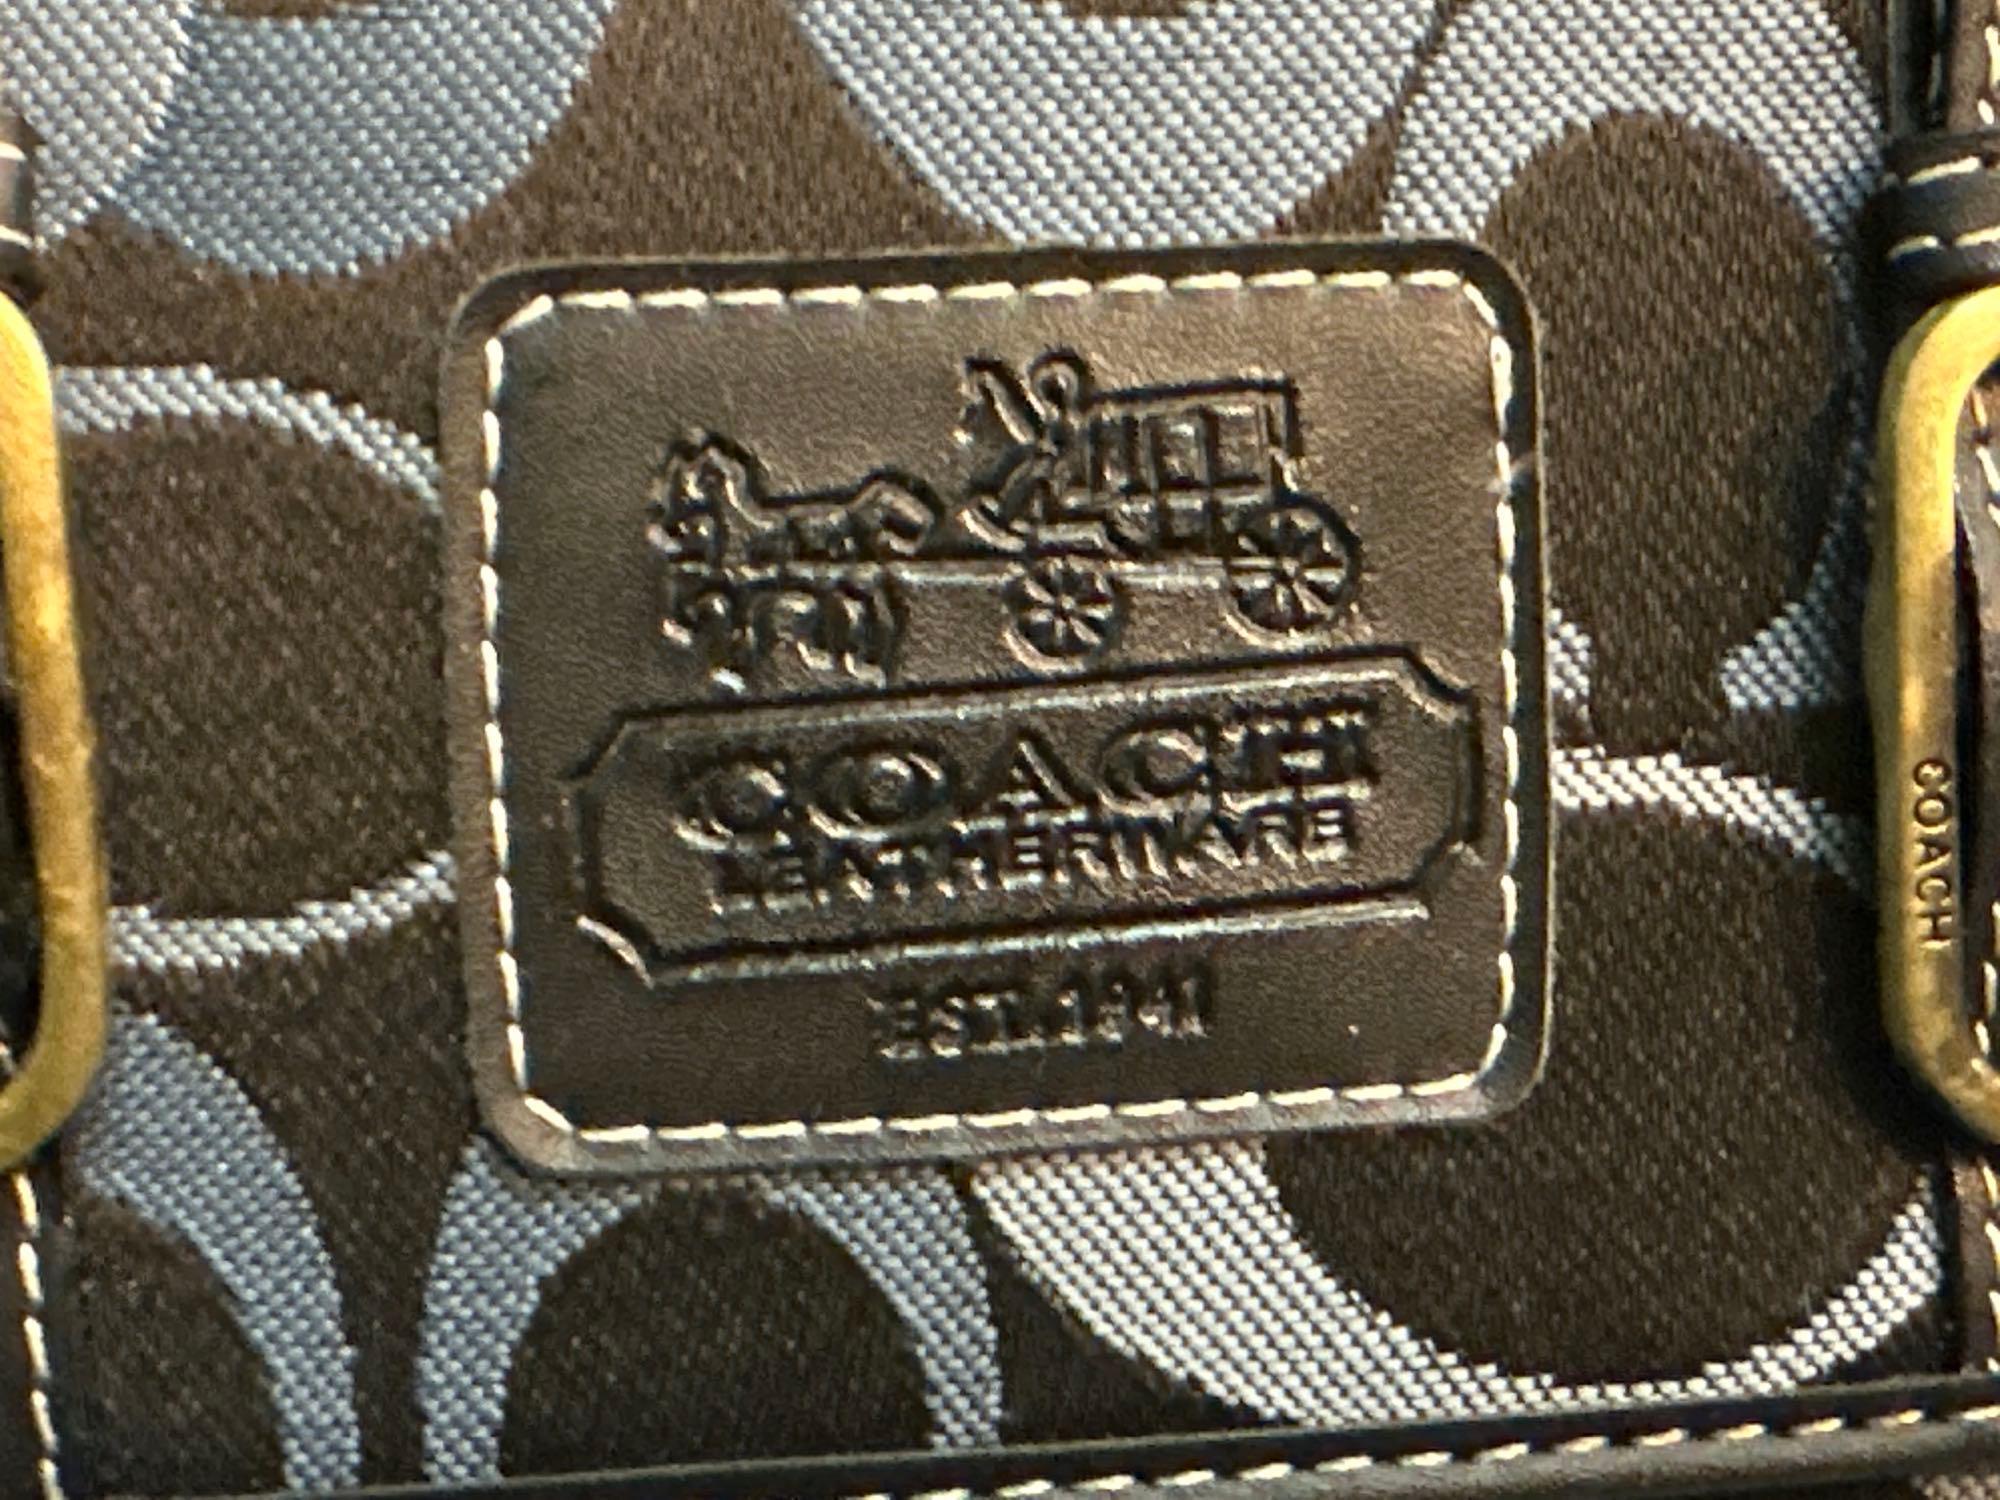 COACH
LEATHERWARE
EST. 1941
COACH